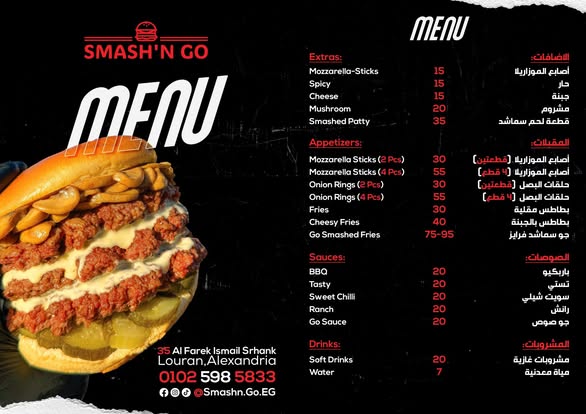 SMASH'N GO
MENU
35 Al Farek Ismail Srhank
Louran,Alexandria
0102 598 5833
@Smashn.Go.EG
MENU
Extras: الاضافات:
Mozzarella-Sticks 15 أصابع الموزاريلا
Spicy 15 حار
Cheese 15 جبنة
Mushroom 20 مشروم
Smashed Patty 35 قطعة لحم سماشد
Appetizers: المقبلات:
Mozzarella Sticks (2 Pcs) 30 أصابع الموزاريلا (قطعتين)
Mozzarella Sticks (4 Pcs) 55 أصابع الموزاريلا (4 قطع)
Onion Rings (2 Pcs) 30 حلقات البصل (قطعتين)
Onion Rings (4 Pcs) 55 حلقات البصل (4 قطع)
Fries 30 بطاطس مقلية
Cheesy Fries 40 بطاطس بالجبنة
Go Smashed Fries 75-95 جو سماشد فرايز
Sauces: الصوصات:
BBQ 20 باربكيو
Tasty 20 تستي
Sweet Chilli 20 سويت شيلي
Ranch 20 رانش
Go Sauce 20 جو صوص
Drinks: المشروبات:
Soft Drinks 20 مشروبات غازية
Water 7 مياة معدنية